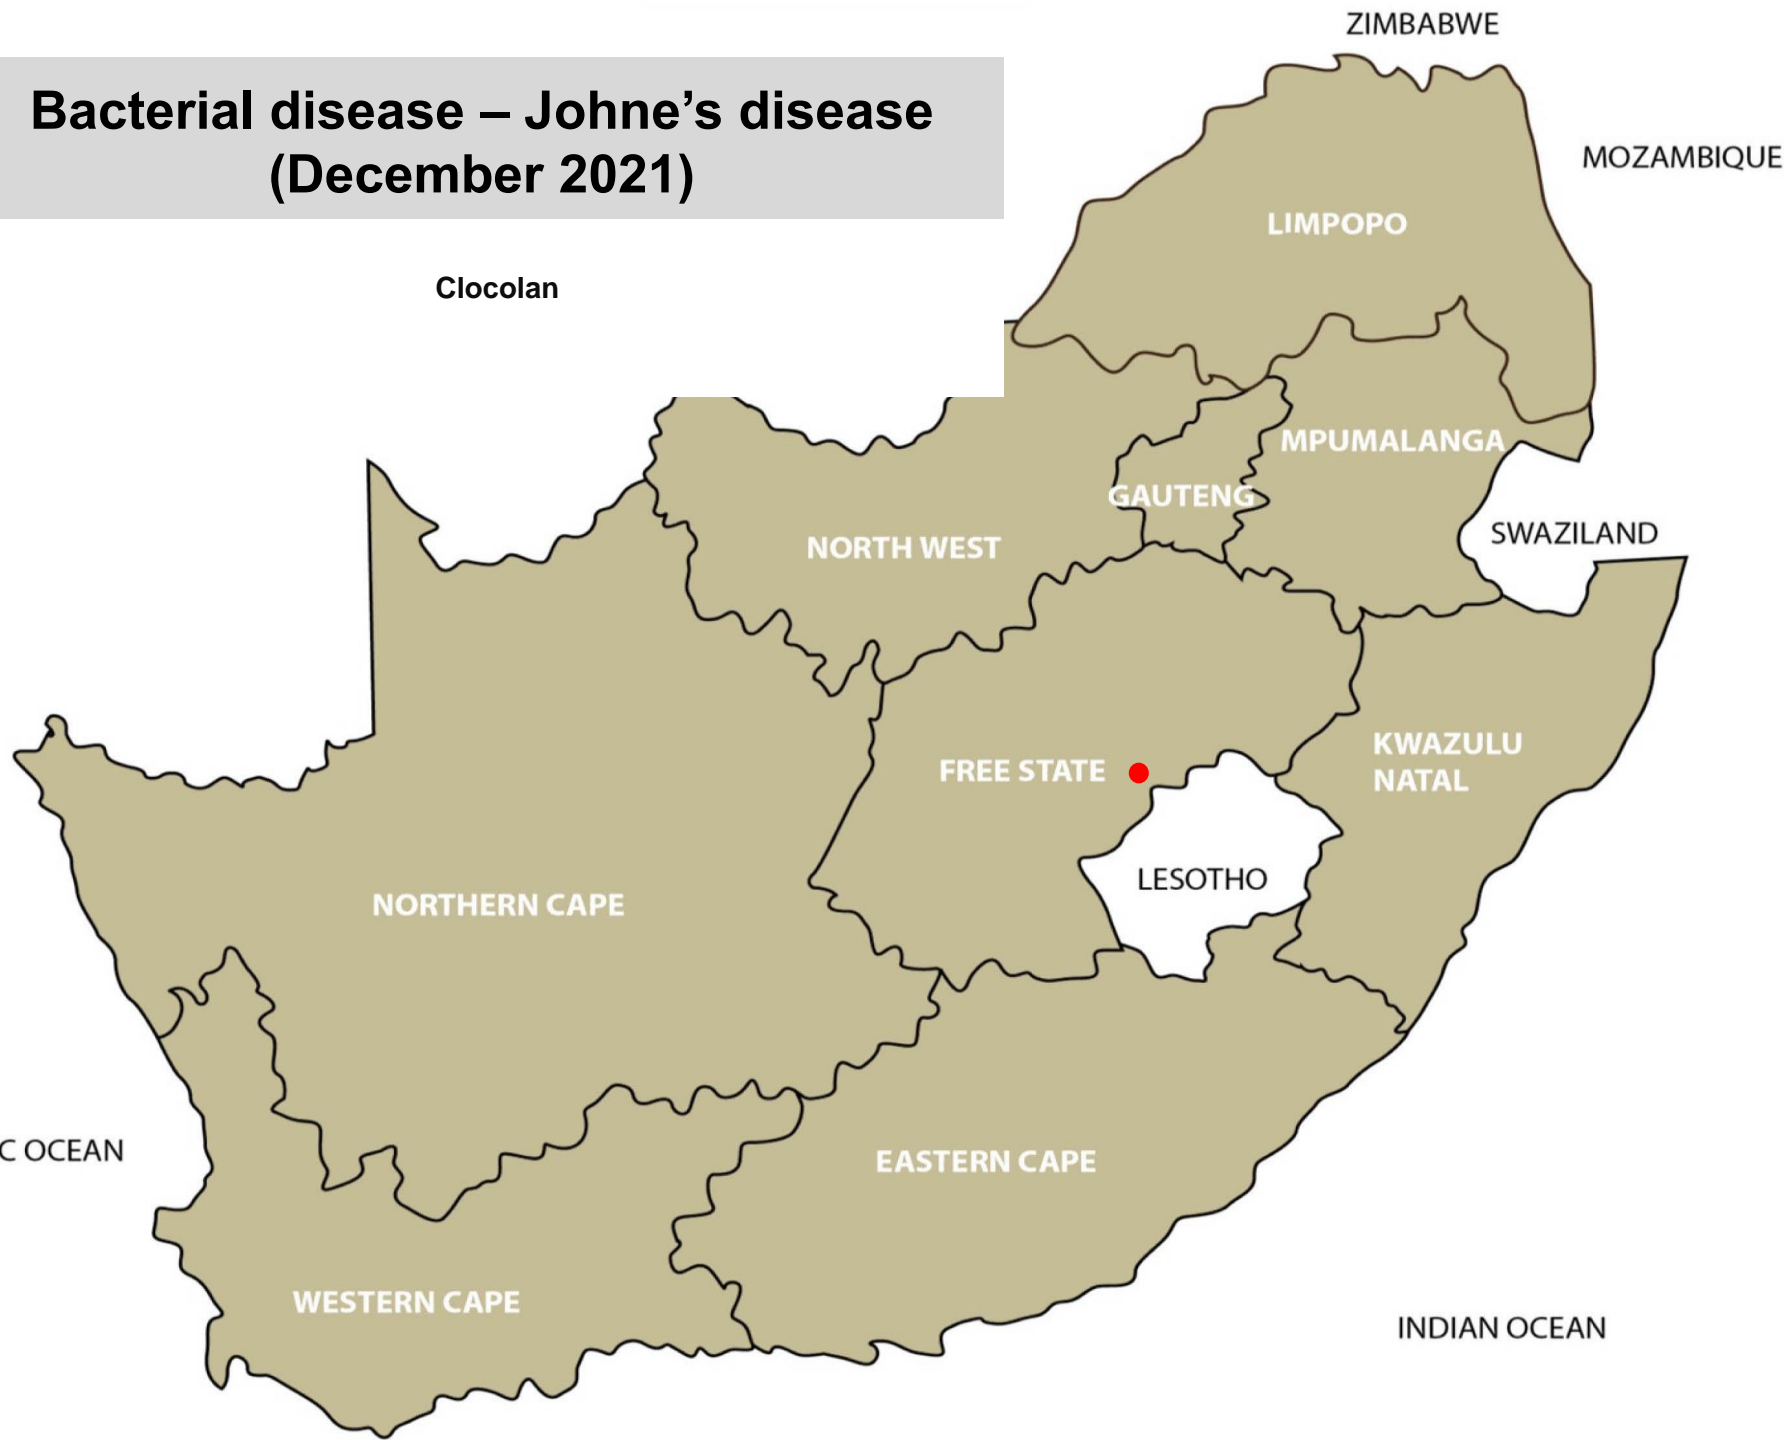 ZIMBABWE
Bacterial disease – Johne’s disease
(December 2021)
MOZAMBIQUE
LIMPOPO
Clocolan
MPUMALANGA
GAUTENG
SWAZILAND
NORTH WEST
KWAZULU
NATAL
FREE STATE
LESOTHO
NORTHERN CAPE
C OCEAN
EASTERN CAPE
WESTERN CAPE
INDIAN OCEAN